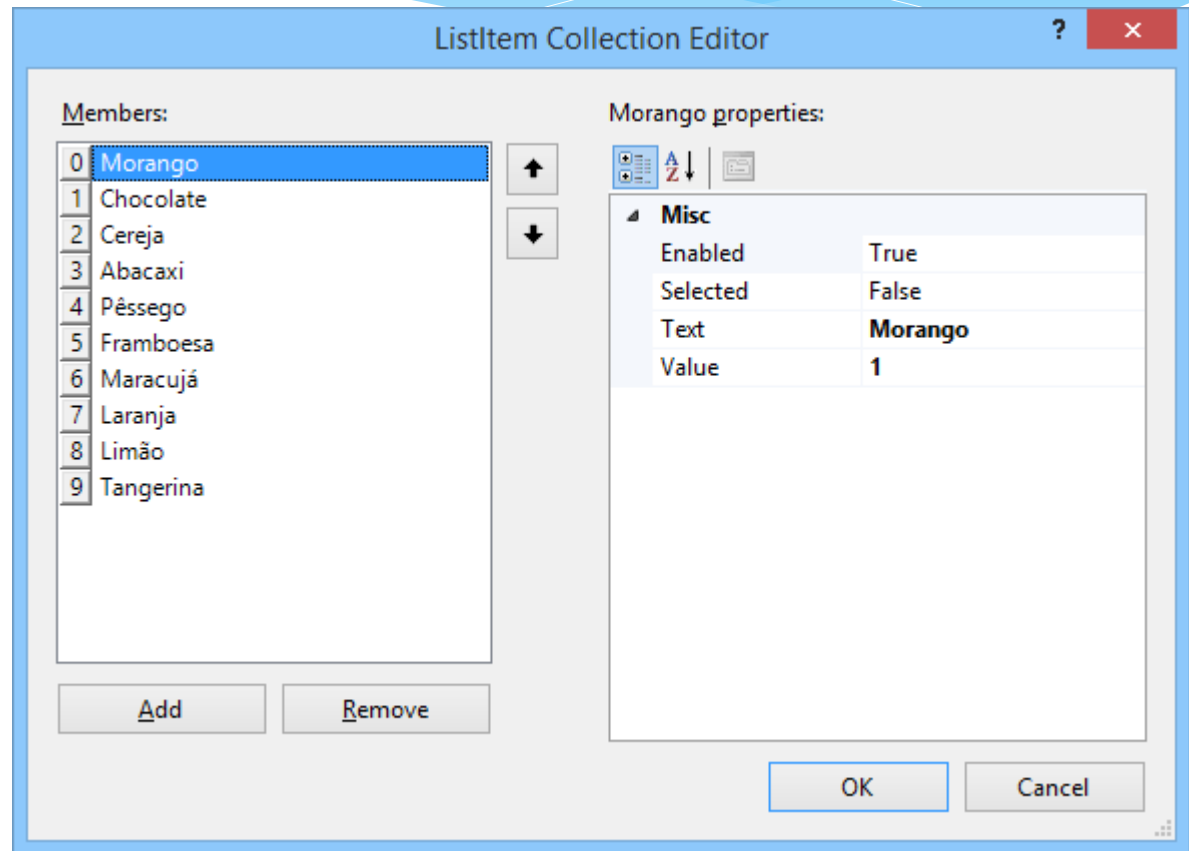 ListItem Collection Editor
?
Members:
0 Morango
1 Chocolate
2 Cereja
3 Abacaxi
4 Pêssego
5 Framboesa
6 Maracujá
7 Laranja
8 Limão
9 Tangerina
Add Remove
Morango properties:
A Z
Misc
Enabled True
Selected False
Text Morango
Value 1
OK Cancel